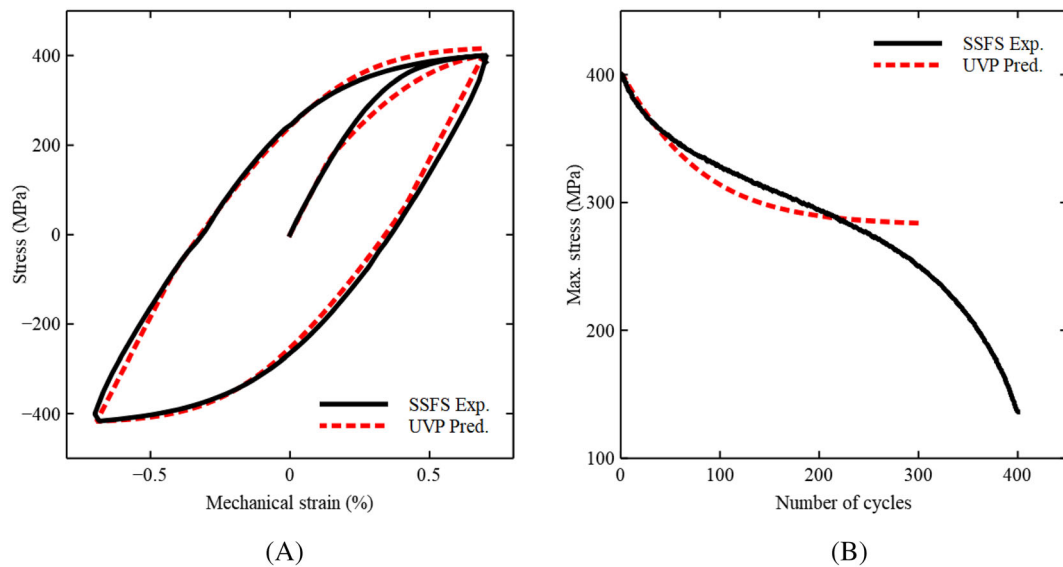 400
200
0
−200
−400
Stress (MPa)
SSFS Exp.
UVP Pred.
−0.5
0
0.5
Mechanical strain (%)
(A)
400
300
200
100
Max. stress (MPa)
SSFS Exp.
UVP Pred.
0
100
200
300
400
Number of cycles
(B)